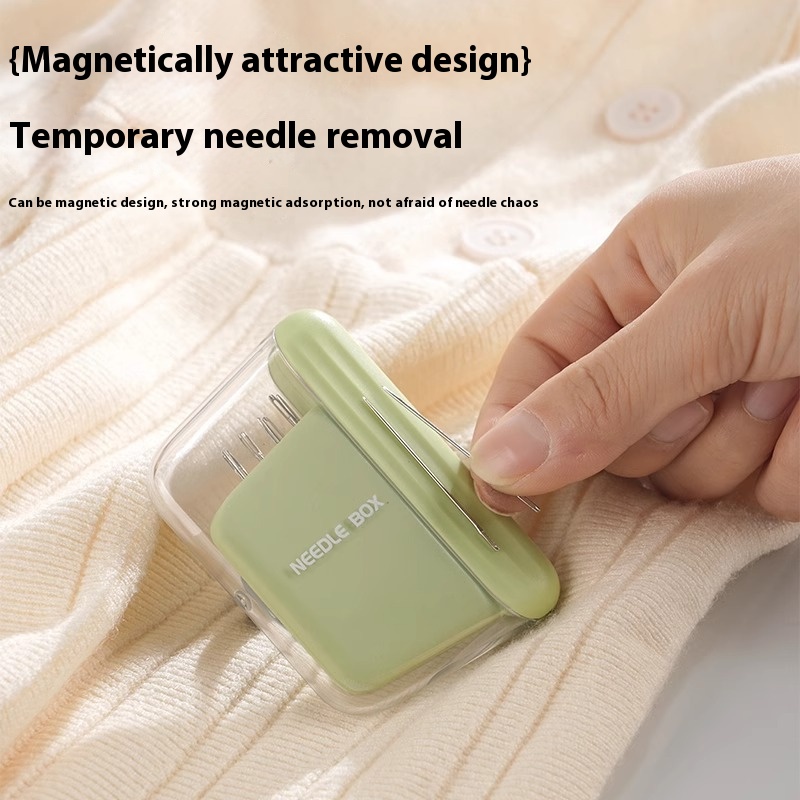 {Magnetically attractive design}
Temporary needle removal
Can be magnetic design, strong magnetic adsorption, not afraid of needle chaos
NEEDLE BOX